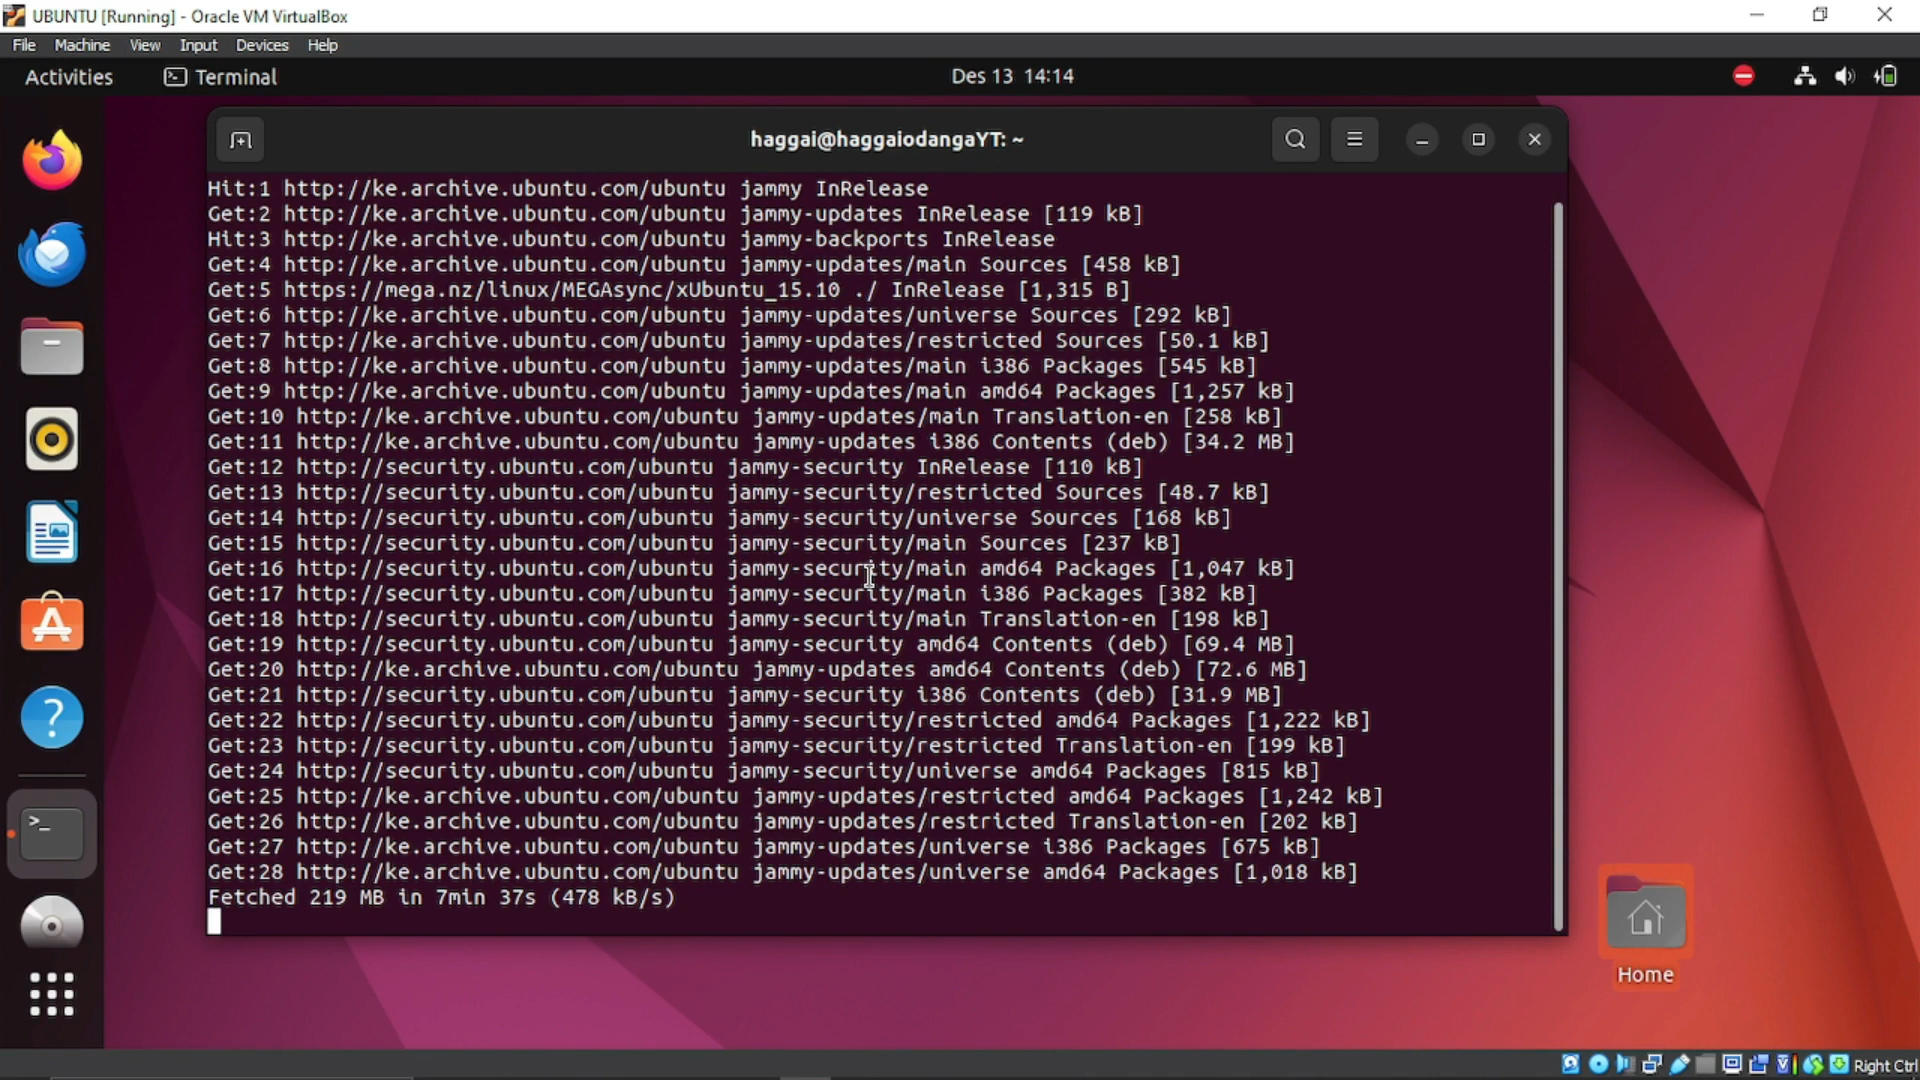 UBUNTU [Running] - Oracle VM VirtualBox
File Machine View Input Devices Help
Activities Terminal Des 13 14:14
haggai@haggaiodangaYT: ~
Hit:1 http://ke.archive.ubuntu.com/ubuntu jammy InRelease
Get:2 http://ke.archive.ubuntu.com/ubuntu jammy-updates InRelease [119 kB]
Hit:3 http://ke.archive.ubuntu.com/ubuntu jammy-backports InRelease
Get:4 http://ke.archive.ubuntu.com/ubuntu jammy-updates/main Sources [458 kB]
Get:5 https://mega.nz/linux/MEGAsync/xUbuntu_15.10 ./ InRelease [1,315 B]
Get:6 http://ke.archive.ubuntu.com/ubuntu jammy-updates/universe Sources [292 kB]
Get:7 http://ke.archive.ubuntu.com/ubuntu jammy-updates/restricted Sources [50.1 kB]
Get:8 http://ke.archive.ubuntu.com/ubuntu jammy-updates/main i386 Packages [545 kB]
Get:9 http://ke.archive.ubuntu.com/ubuntu jammy-updates/main amd64 Packages [1,257 kB]
Get:10 http://ke.archive.ubuntu.com/ubuntu jammy-updates/main Translation-en [258 kB]
Get:11 http://ke.archive.ubuntu.com/ubuntu jammy-updates i386 Contents (deb) [34.2 MB]
Get:12 http://security.ubuntu.com/ubuntu jammy-security InRelease [110 kB]
Get:13 http://security.ubuntu.com/ubuntu jammy-security/restricted Sources [48.7 kB]
Get:14 http://security.ubuntu.com/ubuntu jammy-security/universe Sources [168 kB]
Get:15 http://security.ubuntu.com/ubuntu jammy-security/main Sources [237 kB]
Get:16 http://security.ubuntu.com/ubuntu jammy-security/main amd64 Packages [1,047 kB]
Get:17 http://security.ubuntu.com/ubuntu jammy-security/main i386 Packages [382 kB]
Get:18 http://security.ubuntu.com/ubuntu jammy-security/main Translation-en [198 kB]
Get:19 http://security.ubuntu.com/ubuntu jammy-security amd64 Contents (deb) [69.4 MB]
Get:20 http://ke.archive.ubuntu.com/ubuntu jammy-updates amd64 Contents (deb) [72.6 MB]
Get:21 http://security.ubuntu.com/ubuntu jammy-security i386 Contents (deb) [31.9 MB]
Get:22 http://security.ubuntu.com/ubuntu jammy-security/restricted amd64 Packages [1,222 kB]
Get:23 http://security.ubuntu.com/ubuntu jammy-security/restricted Translation-en [199 kB]
Get:24 http://security.ubuntu.com/ubuntu jammy-security/universe amd64 Packages [815 kB]
Get:25 http://ke.archive.ubuntu.com/ubuntu jammy-updates/restricted amd64 Packages [1,242 kB]
Get:26 http://ke.archive.ubuntu.com/ubuntu jammy-updates/restricted Translation-en [202 kB]
Get:27 http://ke.archive.ubuntu.com/ubuntu jammy-updates/universe i386 Packages [675 kB]
Get:28 http://ke.archive.ubuntu.com/ubuntu jammy-updates/universe amd64 Packages [1,018 kB]
Fetched 219 MB in 7min 37s (478 kB/s)
Home
Right Ctrl